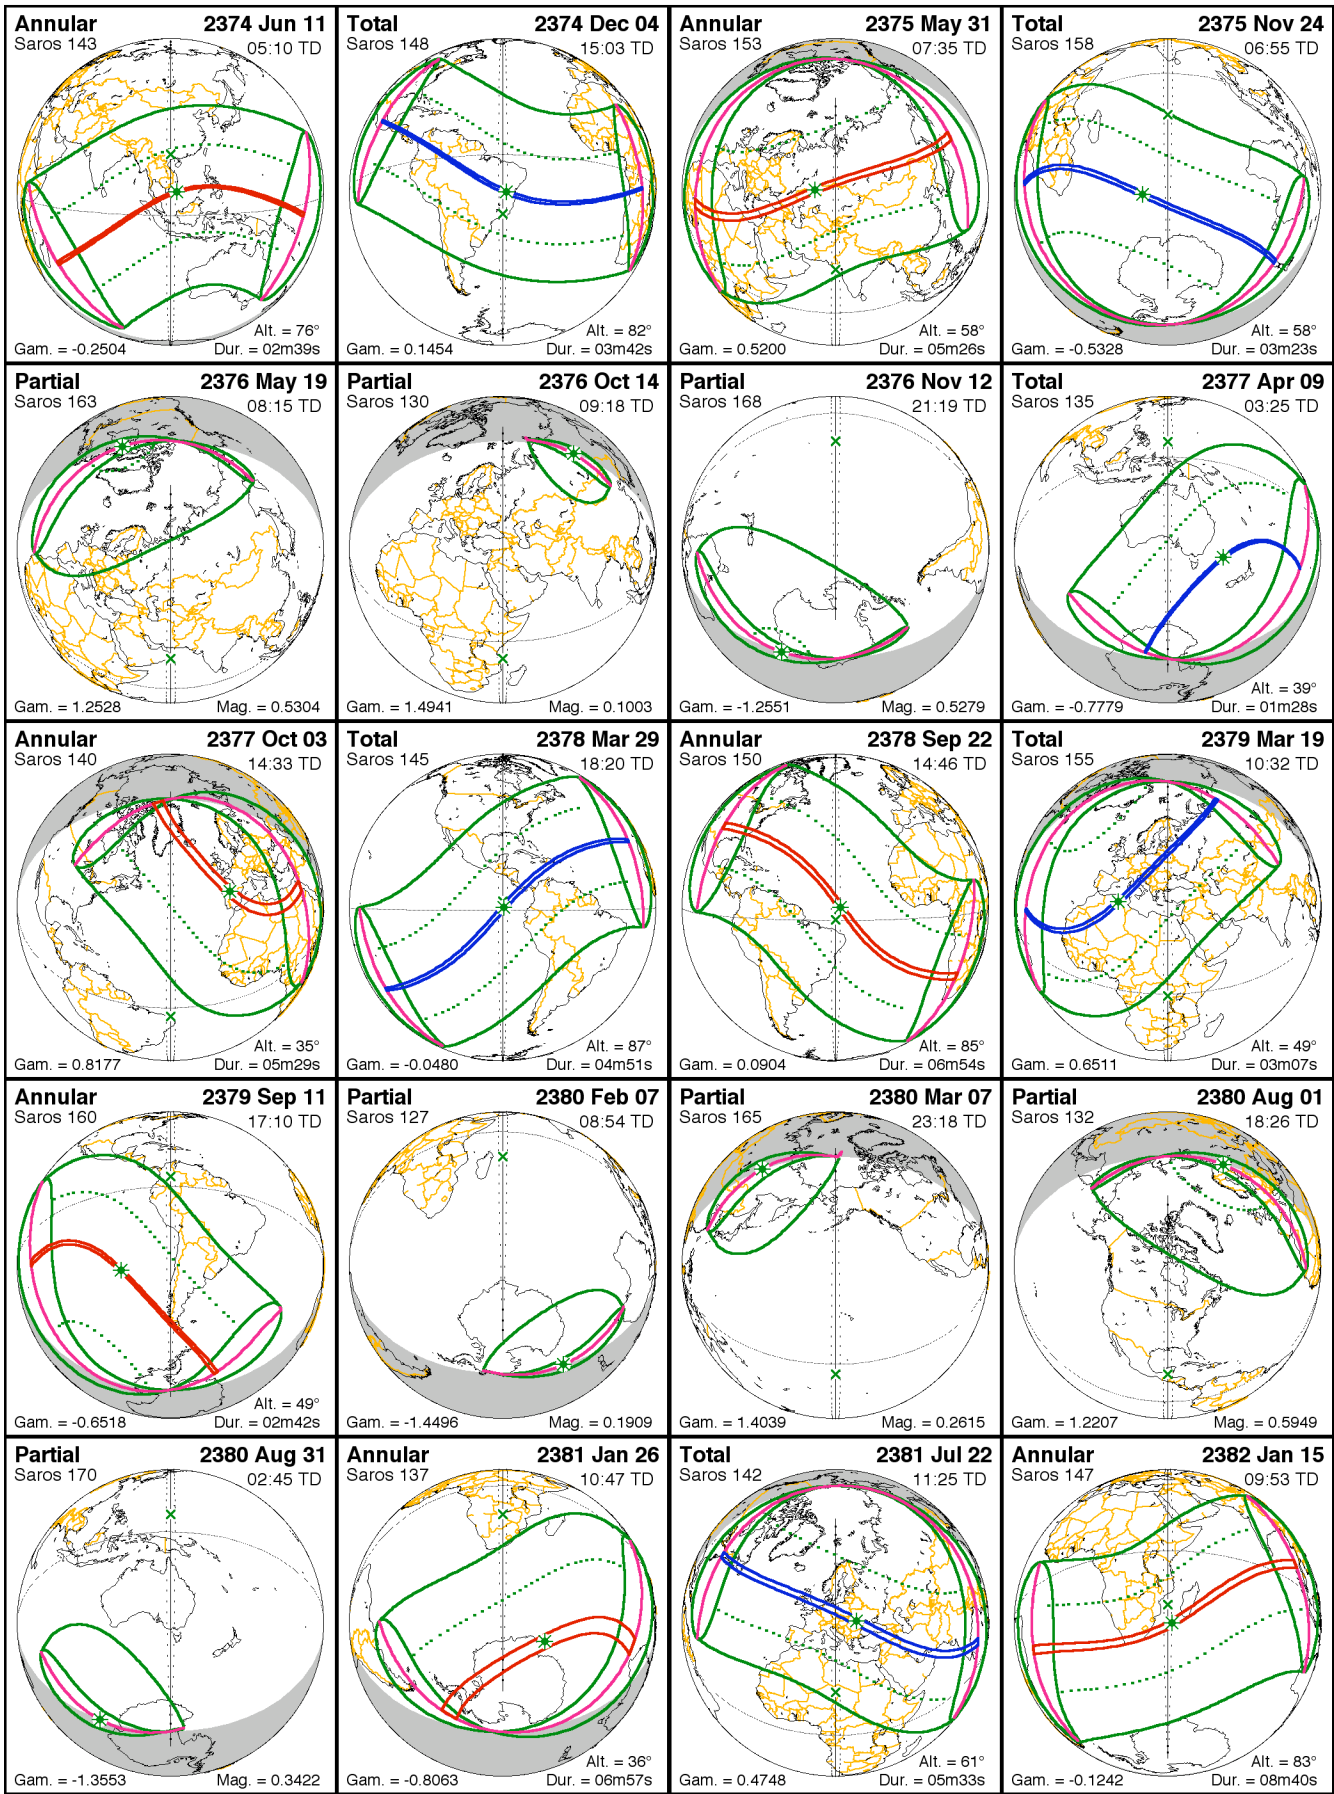 Annular 2374 Jun 11
Saros 143 05:10 TD
Alt. = 76°
Gam. = -0.2504 Dur. = 02m39s
Total 2374 Dec 04
Saros 148 15:03 TD
Alt. = 82°
Gam. = 0.1454 Dur. = 03m42s
Annular 2375 May 31
Saros 153 07:35 TD
Alt. = 58°
Gam. = 0.5200 Dur. = 05m26s
Total 2375 Nov 24
Saros 158 06:55 TD
Alt. = 58°
Gam. = -0.5328 Dur. = 03m23s
Partial 2376 May 19
Saros 163 08:15 TD
Gam. = 1.2528 Mag. = 0.5304
Partial 2376 Oct 14
Saros 130 09:18 TD
Gam. = 1.4941 Mag. = 0.1003
Partial 2376 Nov 12
Saros 168 21:19 TD
Gam. = -1.2551 Mag. = 0.5279
Total 2377 Apr 09
Saros 135 03:25 TD
Alt. = 39°
Gam. = -0.7779 Dur. = 01m28s
Annular 2377 Oct 03
Saros 140 14:33 TD
Alt. = 35°
Gam. = 0.8177 Dur. = 05m29s
Total 2378 Mar 29
Saros 145 18:20 TD
Alt. = 87°
Gam. = -0.0480 Dur. = 04m51s
Annular 2378 Sep 22
Saros 150 14:46 TD
Alt. = 85°
Gam. = 0.0904 Dur. = 06m54s
Total 2379 Mar 19
Saros 155 10:32 TD
Alt. = 49°
Gam. = 0.6511 Dur. = 03m07s
Annular 2379 Sep 11
Saros 160 17:10 TD
Alt. = 49°
Gam. = -0.6518 Dur. = 02m42s
Partial 2380 Feb 07
Saros 127 08:54 TD
Gam. = -1.4496 Mag. = 0.1909
Partial 2380 Mar 07
Saros 165 23:18 TD
Gam. = 1.4039 Mag. = 0.2615
Partial 2380 Aug 01
Saros 132 18:26 TD
Gam. = 1.2207 Mag. = 0.5949
Partial 2380 Aug 31
Saros 170 02:45 TD
Gam. = -1.3553 Mag. = 0.3422
Annular 2381 Jan 26
Saros 137 10:47 TD
Alt. = 36°
Gam. = -0.8063 Dur. = 06m57s
Total 2381 Jul 22
Saros 142 11:25 TD
Alt. = 61°
Gam. = 0.4748 Dur. = 05m33s
Annular 2382 Jan 15
Saros 147 09:53 TD
Alt. = 83°
Gam. = -0.1242 Dur. = 08m40s